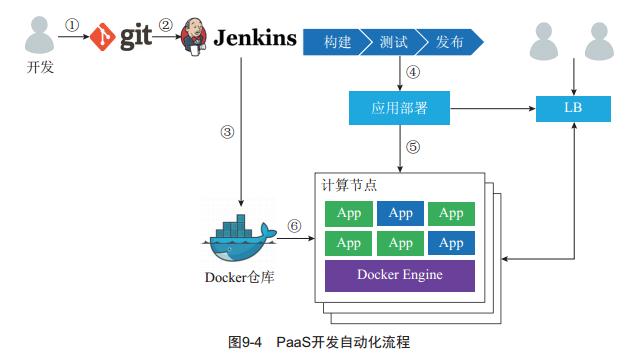 ① ②
git Jenkins 构建 测试 发布
开发
④
应用部署 LB
③ ⑤
计算节点
App App App
⑥
App App App
Docker仓库 Docker Engine
图9-4 PaaS开发自动化流程